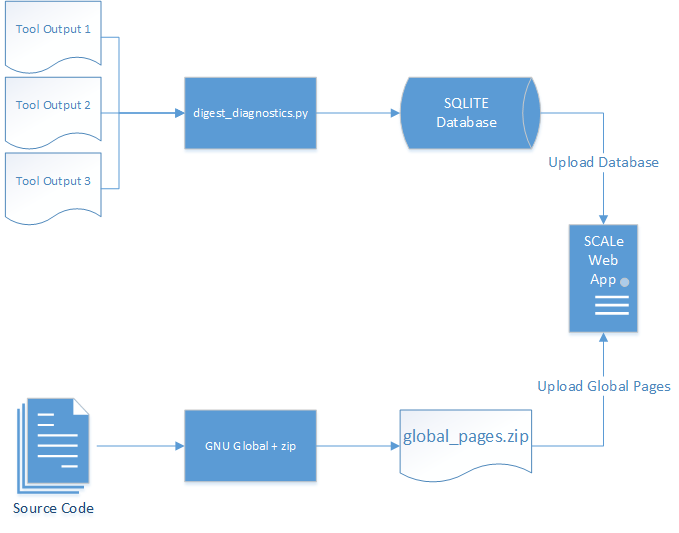 Tool Output 1
Tool Output 2
Tool Output 3
digest_diagnostics.py
SQLITE
Database
Upload Database
SCALe
Web
App
Upload Global Pages
Source Code
GNU Global + zip
global_pages.zip